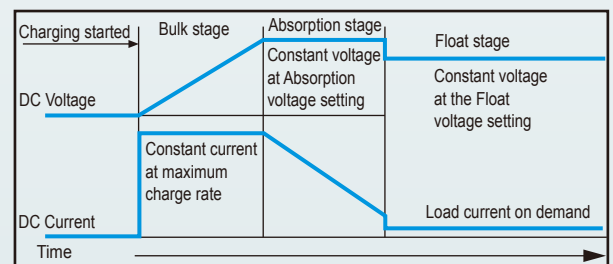 Charging started
Bulk stage
Absorption stage
Float stage
Constant voltage
at Absorption
voltage setting
Constant voltage
at the Float
voltage setting
DC Voltage
Constant current
at maximum
charge rate
Load current on demand
DC Current
Time